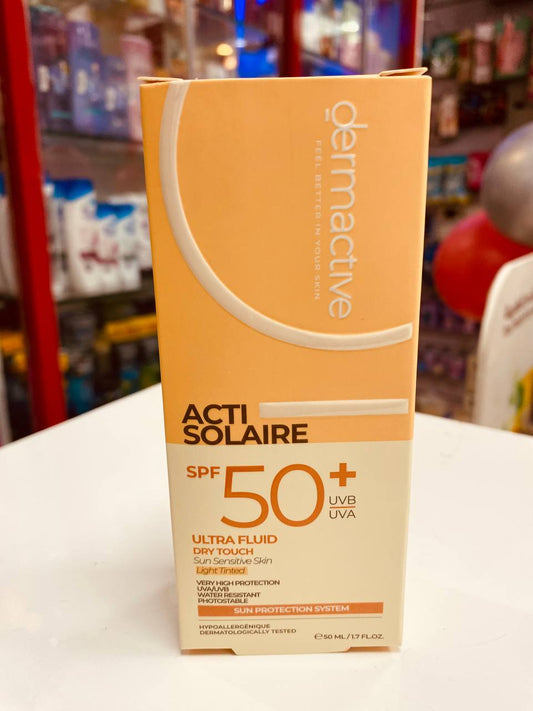 dermactive
FEEL BETTER IN YOUR SKIN
ACTI
SOLAIRE
SPF 50+
UVB
UVA
ULTRA FLUID
DRY TOUCH
Sun Sensitive Skin
Light Tinted
VERY HIGH PROTECTION
UVA/UVB
WATER RESISTANT
PHOTOSTABLE
SUN PROTECTION SYSTEM
HYPOALLERGÉNIQUE
DERMATOLOGICALLY TESTED
℮50 ML/1.7 FL.OZ.